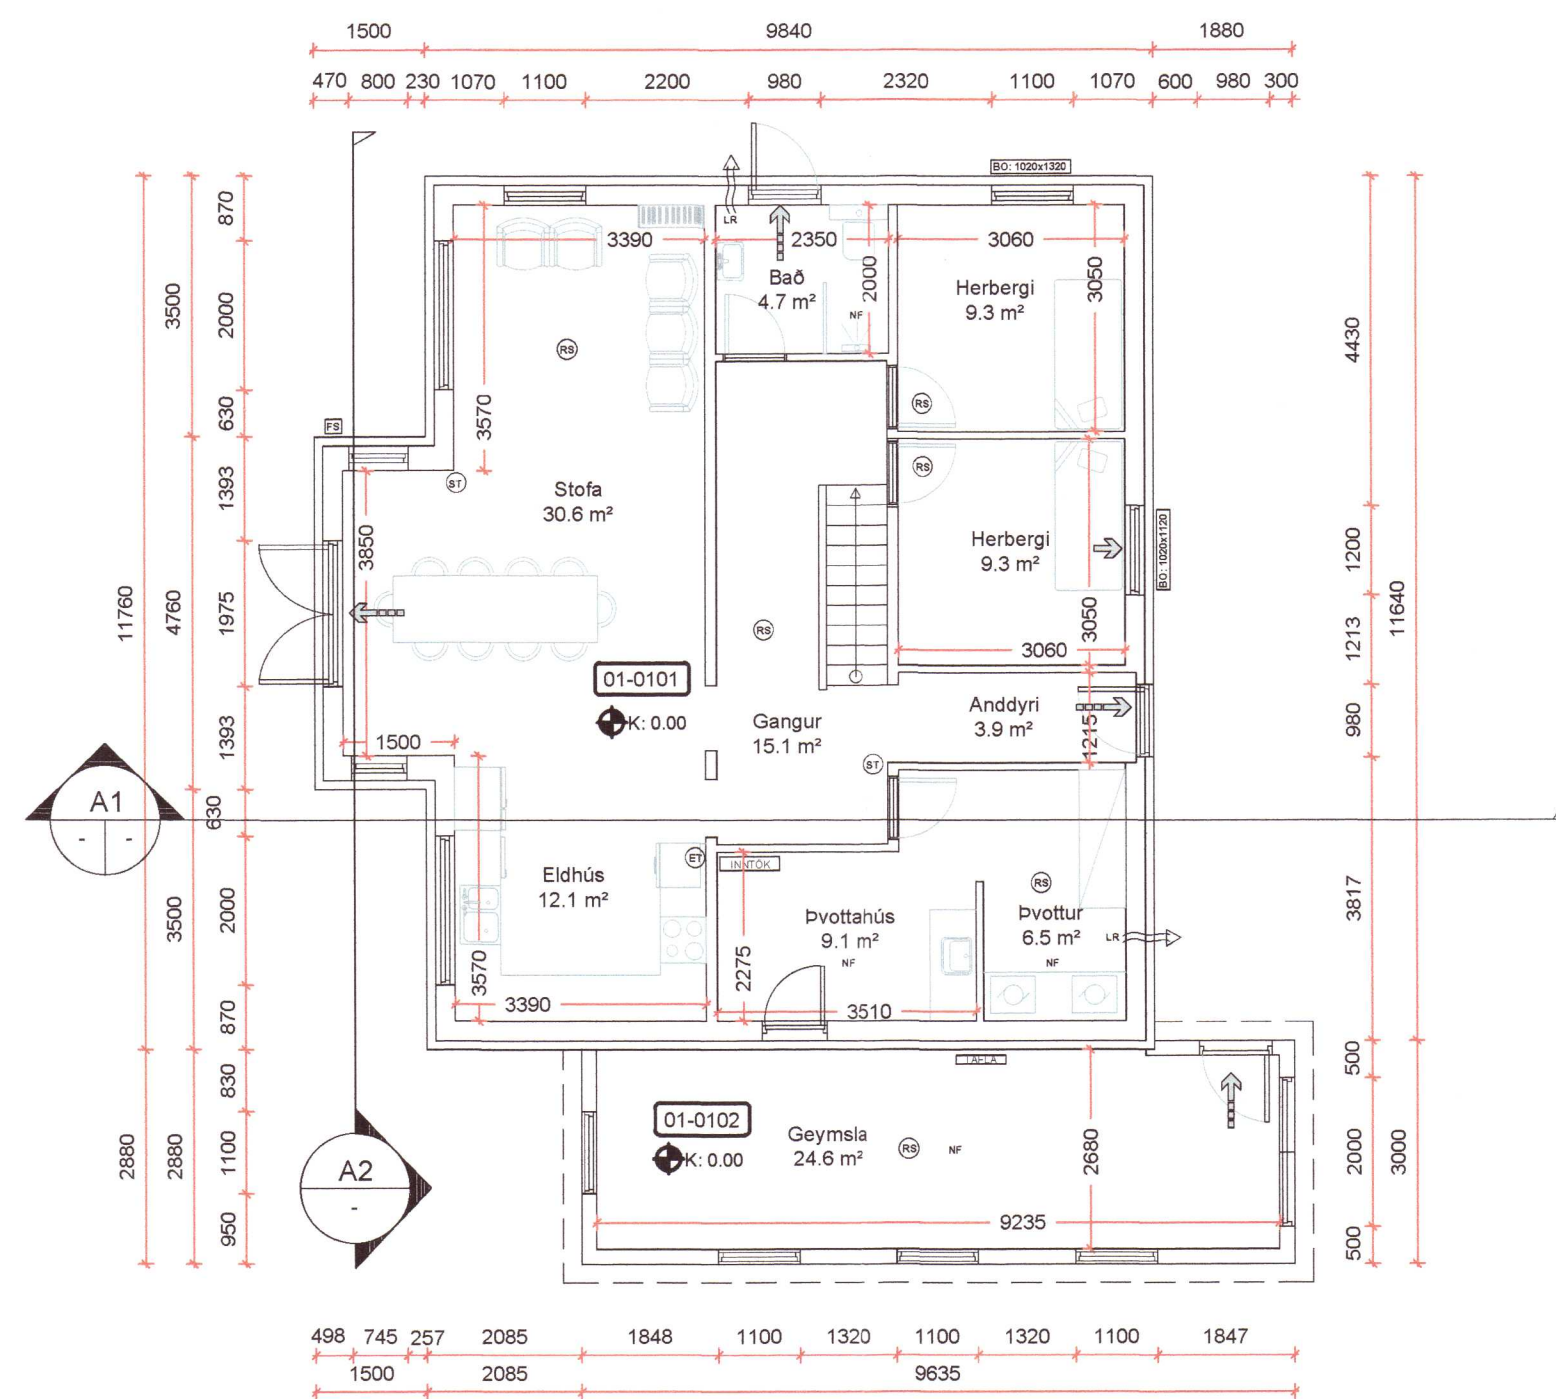 1500 9840 1880
470 800 230 1070 1100 2200 980 2320 1100 1070 600 980 300
BO: 1020x1320
LR
3390 2350 3060
Bað
4.7 m²
2000
NF
Herbergi
9.3 m²
3050
RS
3570
RS
FS
ST
RS
Stofa
30.6 m²
3850
Herbergi
9.3 m²
BO: 1020x1120
3050
3060
RS
01-0101
K: 0.00
Gangur
15.1 m²
Anddyri
3.9 m²
1215
1500
ST
A1
- -
ET
INNTÖK
Eldhús
12.1 m²
Þvottahús
9.1 m²
NF
RS
Þvottur
6.5 m²
NF
LR
2275
3570
3390
3510
TAFLA
01-0102
K: 0.00
Geymsla
24.6 m²
RS
NF
2680
9235
A2
-
870
2000
630
1393
1975
1393
630
2000
870
830
1100
950
3500
4760
3500
2880
11760
2880
4430
1200
1213
980
3817
500
2000
500
11640
3000
498 745 257 2085 1848 1100 1320 1100 1320 1100 1847
1500 2085 9635